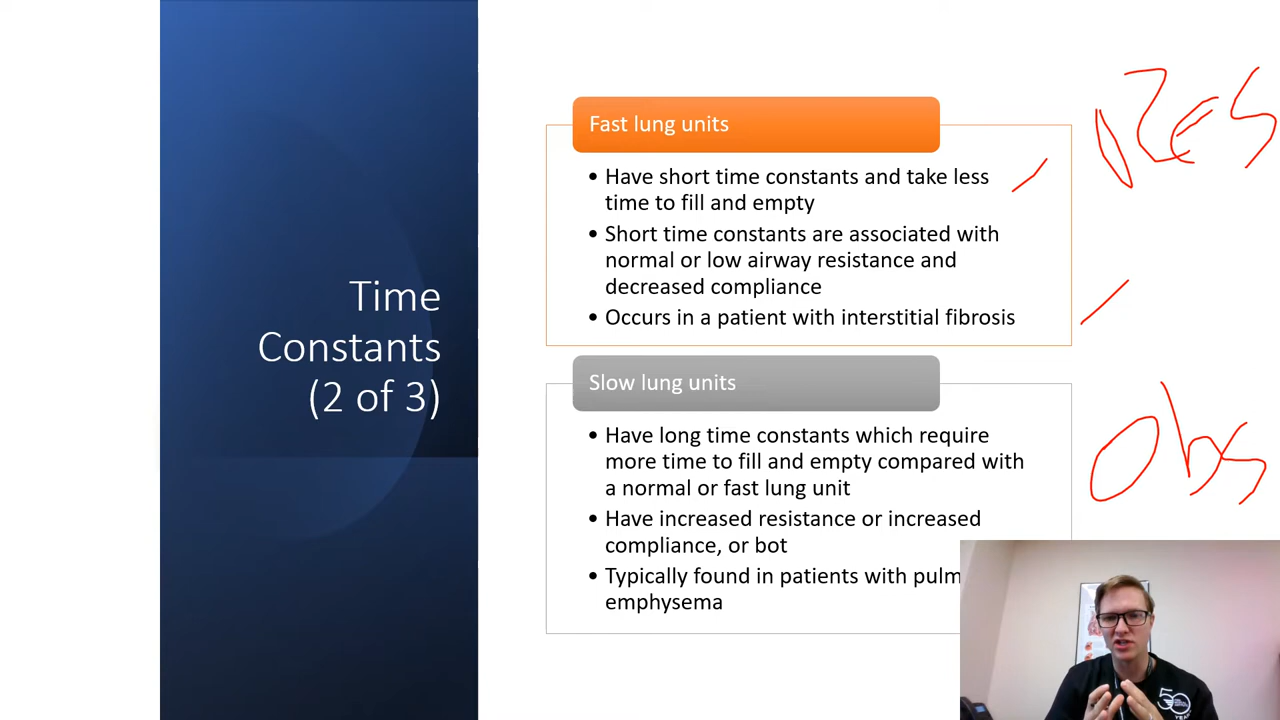 Time
Constants
(2 of 3)
Fast lung units
• Have short time constants and take less
time to fill and empty
• Short time constants are associated with
normal or low airway resistance and
decreased compliance
• Occurs in a patient with interstitial fibrosis
RES
Slow lung units
• Have long time constants which require
more time to fill and empty compared with
a normal or fast lung unit
• Have increased resistance or increased
compliance, or bot
• Typically found in patients with pulm
emphysema
Obs
50